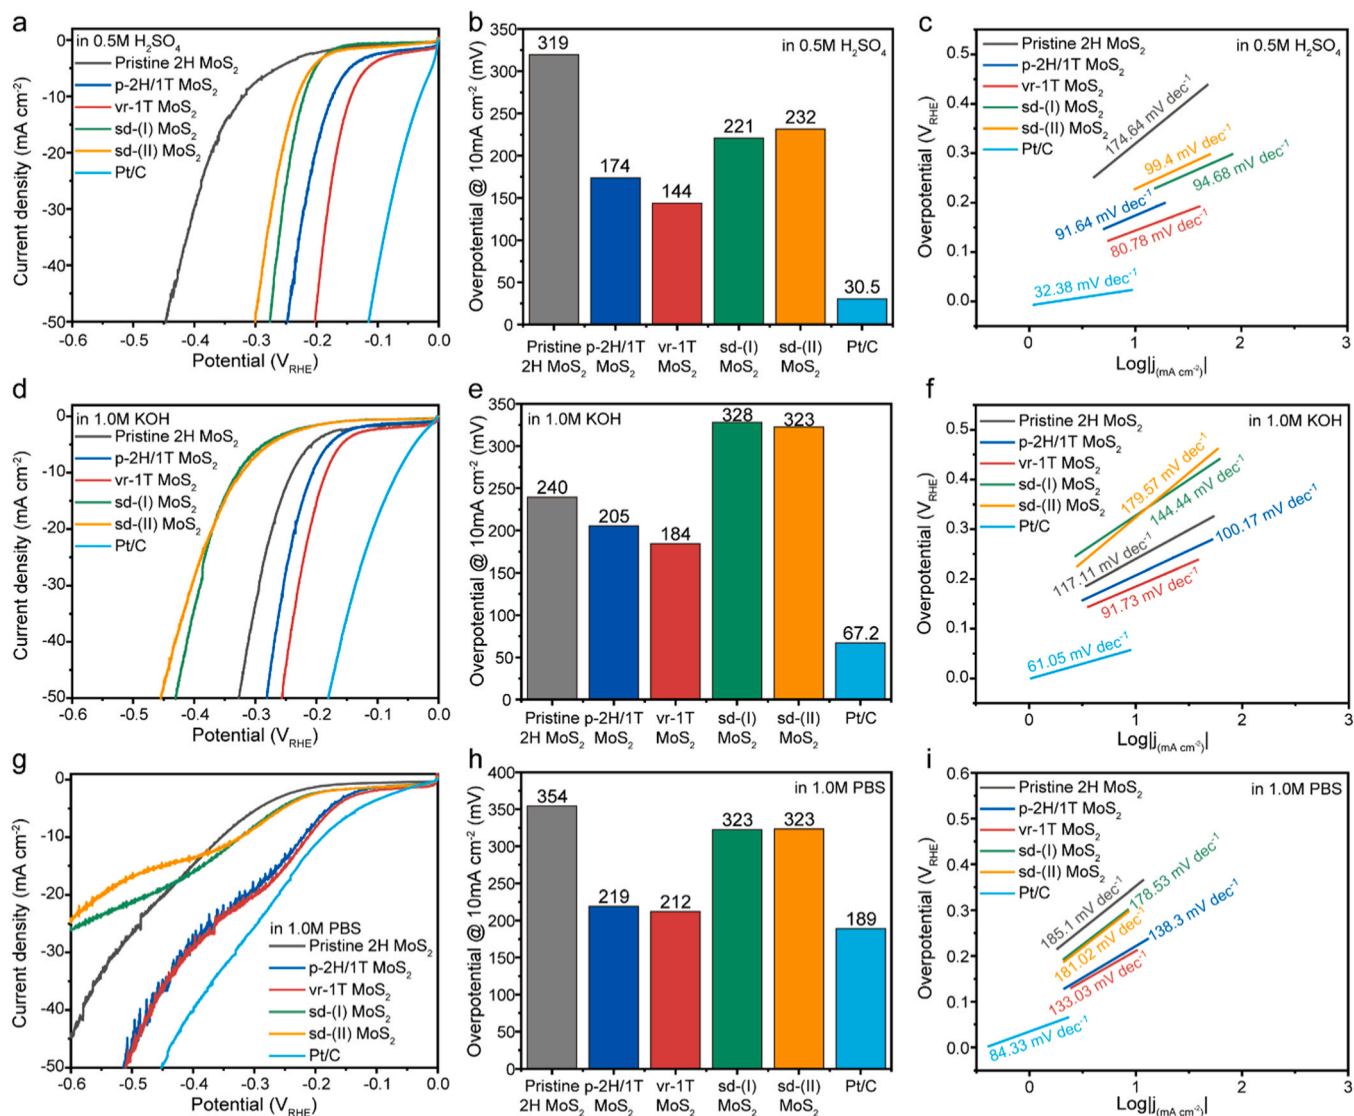 a
in 0.5M H₂SO₄
Pristine 2H MoS₂
p-2H/1T MoS₂
vr-1T MoS₂
sd-(I) MoS₂
sd-(II) MoS₂
Pt/C
Current density (mA cm⁻²)
0
-10
-20
-30
-40
-50
-0.6 -0.5 -0.4 -0.3 -0.2 -0.1 0.0
Potential (V_RHE)
b
in 0.5M H₂SO₄
Overpotential @ 10mA cm⁻² (mV)
350
300
250
200
150
100
50
0
319
174
144
221
232
30.5
Pristine p-2H/1T vr-1T sd-(I) sd-(II) Pt/C
2H MoS₂ MoS₂ MoS₂ MoS₂ MoS₂
c
Pristine 2H MoS₂
p-2H/1T MoS₂
vr-1T MoS₂
sd-(I) MoS₂
sd-(II) MoS₂
Pt/C
in 0.5M H₂SO₄
Overpotential (V_RHE)
0.5
0.4
0.3
0.2
0.1
0.0
174.64 mV dec⁻¹
99.4 mV dec⁻¹
94.68 mV dec⁻¹
91.64 mV dec⁻¹
80.78 mV dec⁻¹
32.38 mV dec⁻¹
0 1 2 3
Log|j(mA cm⁻²)|
d
in 1.0M KOH
Pristine 2H MoS₂
p-2H/1T MoS₂
vr-1T MoS₂
sd-(I) MoS₂
sd-(II) MoS₂
Pt/C
Current density (mA cm⁻²)
0
-10
-20
-30
-40
-50
-0.6 -0.5 -0.4 -0.3 -0.2 -0.1 0.0
Potential (V_RHE)
e
in 1.0M KOH
Overpotential @ 10mA cm⁻² (mV)
350
300
250
200
150
100
50
0
240
205
184
328
323
67.2
Pristine p-2H/1T vr-1T sd-(I) sd-(II) Pt/C
2H MoS₂ MoS₂ MoS₂ MoS₂ MoS₂
f
Pristine 2H MoS₂
p-2H/1T MoS₂
vr-1T MoS₂
sd-(I) MoS₂
sd-(II) MoS₂
Pt/C
in 1.0M KOH
Overpotential (V_RHE)
0.5
0.4
0.3
0.2
0.1
0.0
179.57 mV dec⁻¹
144.44 mV dec⁻¹
117.11 mV dec⁻¹
100.17 mV dec⁻¹
91.73 mV dec⁻¹
61.05 mV dec⁻¹
0 1 2 3
Log|j(mA cm⁻²)|
g
in 1.0M PBS
Pristine 2H MoS₂
p-2H/1T MoS₂
vr-1T MoS₂
sd-(I) MoS₂
sd-(II) MoS₂
Pt/C
Current density (mA cm⁻²)
0
-10
-20
-30
-40
-50
-0.6 -0.5 -0.4 -0.3 -0.2 -0.1 0.0
Potential (V_RHE)
h
in 1.0M PBS
Overpotential @ 10mA cm⁻² (mV)
400
350
300
250
200
150
100
50
0
354
219
212
323
323
189
Pristine p-2H/1T vr-1T sd-(I) sd-(II) Pt/C
2H MoS₂ MoS₂ MoS₂ MoS₂ MoS₂
i
Pristine 2H MoS₂
p-2H/1T MoS₂
vr-1T MoS₂
sd-(I) MoS₂
sd-(II) MoS₂
Pt/C
in 1.0M PBS
Overpotential (V_RHE)
0.6
0.5
0.4
0.3
0.2
0.1
0.0
185.1 mV dec⁻¹
178.53 mV dec⁻¹
181.02 mV dec⁻¹
138.3 mV dec⁻¹
133.03 mV dec⁻¹
84.33 mV dec⁻¹
0 1 2 3
Log|j(mA cm⁻²)|